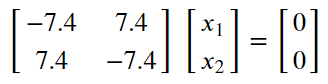 [ −7.4 7.4 ] [ x₁ ] = [ 0 ]
[ 7.4 −7.4 ] [ x₂ ] [ 0 ]